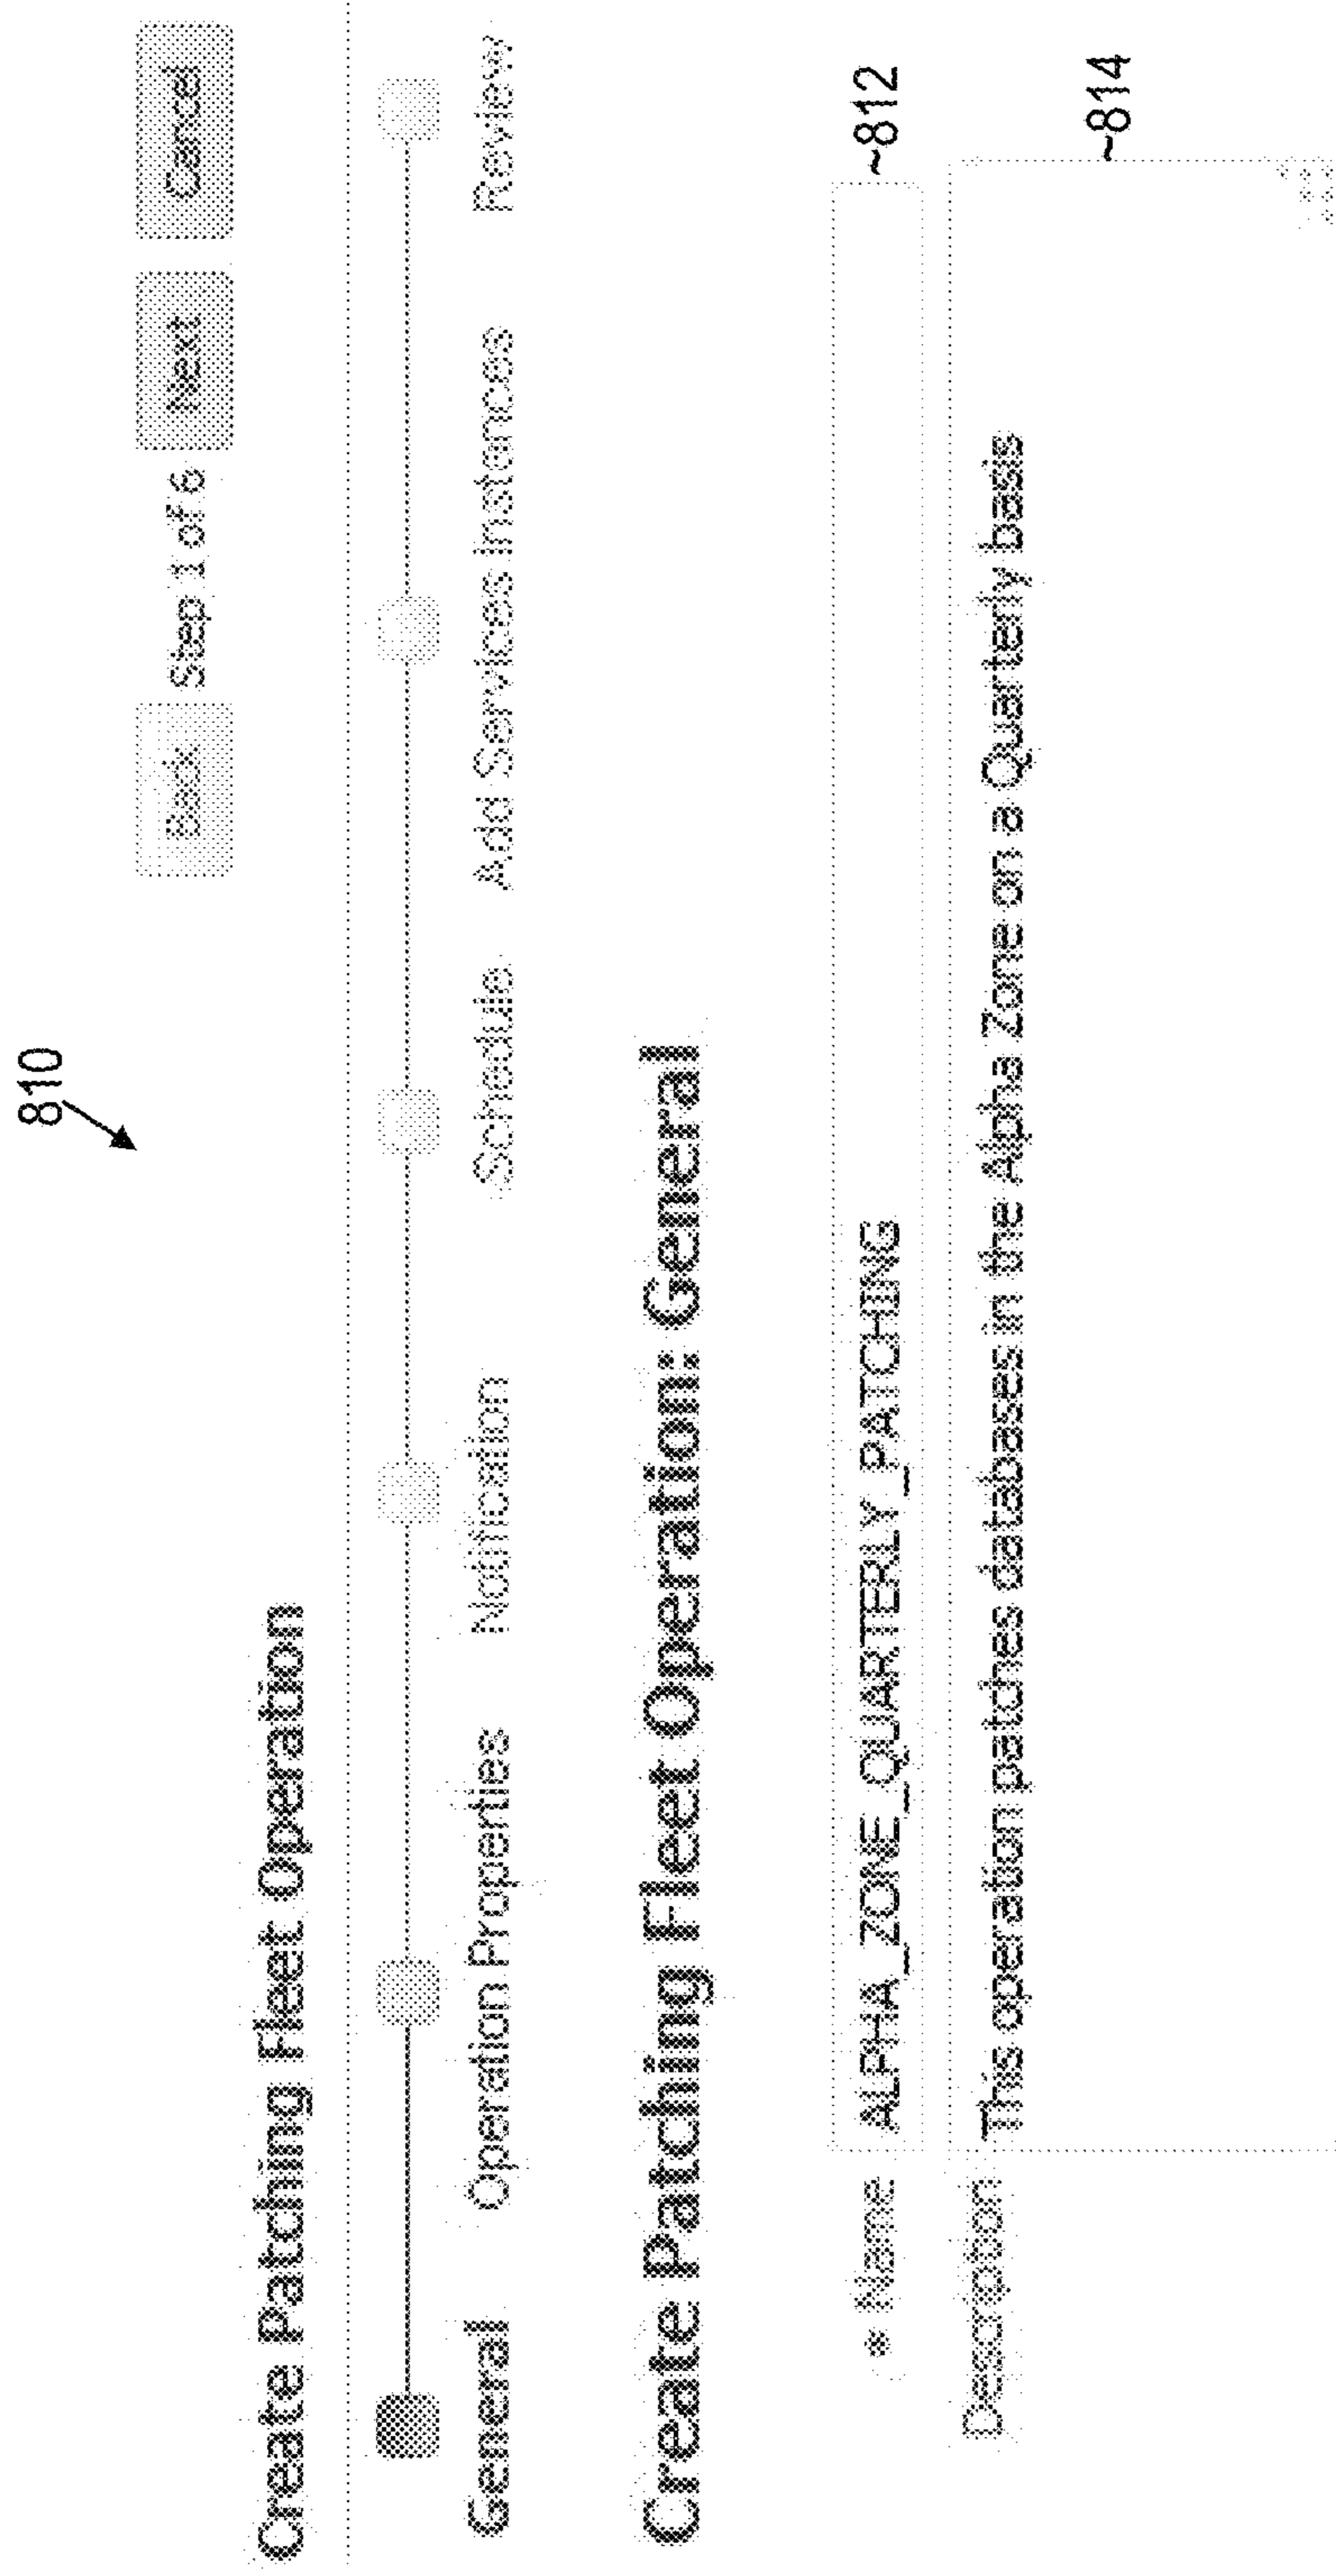 810
Create Patching Fleet Operation
Back Step 1 of 6 Next Cancel
General Operation Properties Notification Schedule Add Services Instances Review
Create Patching Fleet Operation: General
* Name ALPHA_ZONE_QUARTERLY_PATCHING ~812
Description This operation patches databases in the Alpha Zone on a Quarterly basis
~814